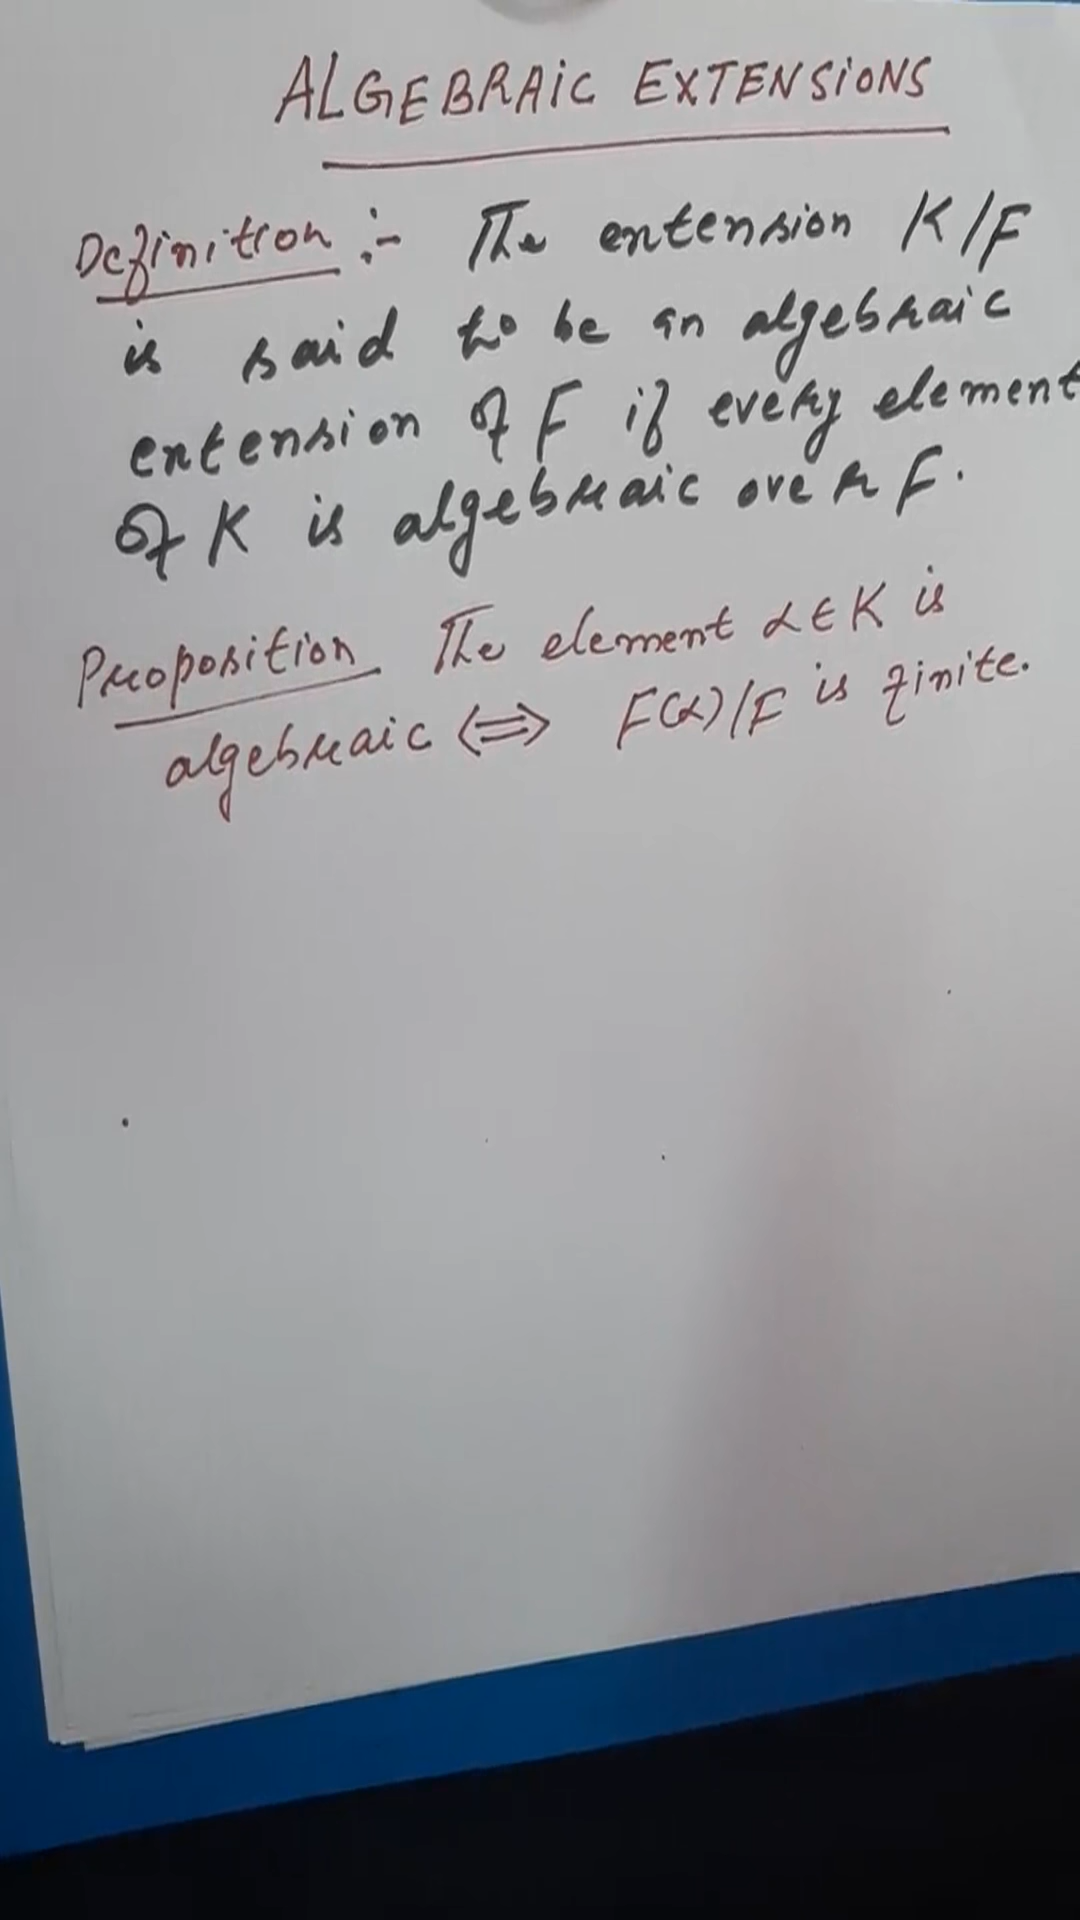 ALGEBRAIC EXTENSIONS
Definition :- The extension K/F
is said to be an algebraic
extension of F if every element
of K is algebraic over F.
Proposition The element α∈K is
algebraic ⟺ F(α)/F is finite.